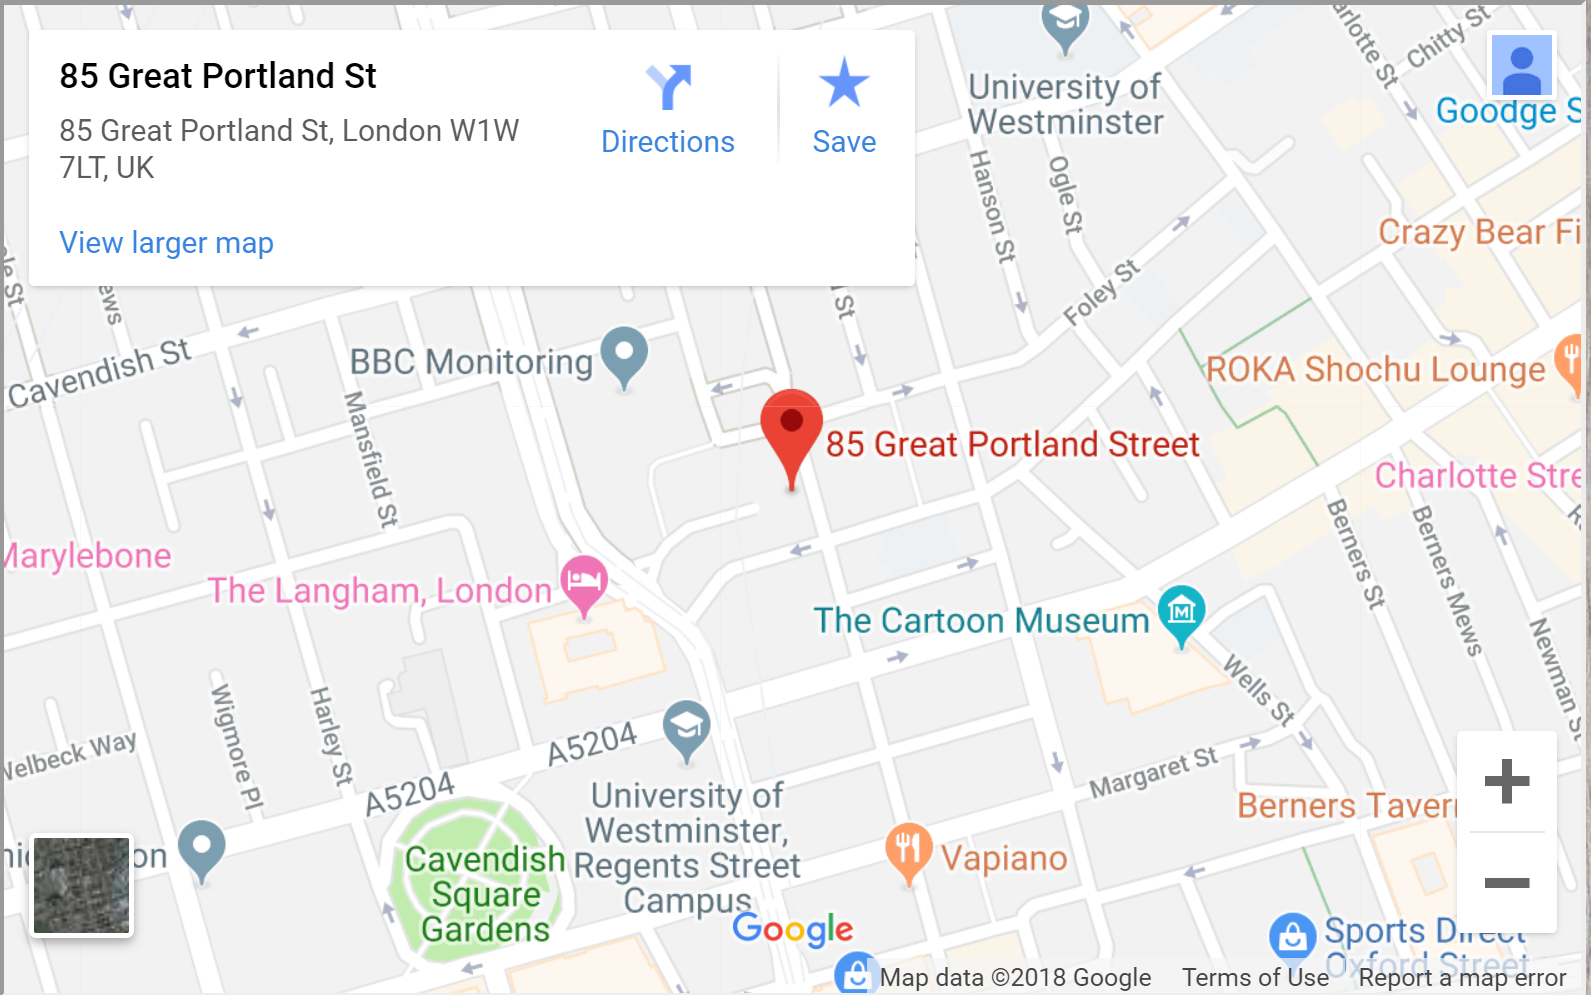 85 Great Portland St
85 Great Portland St, London W1W
7LT, UK
Directions
Save
View larger map
University of
Westminster
Chitty St
Goodge S
Hanson St
Ogle St
Foley St
Crazy Bear Fi
Cavendish St
BBC Monitoring
Mansfield St
85 Great Portland Street
ROKA Shochu Lounge
Charlotte Stre
Marylebone
The Langham, London
The Cartoon Museum
Berners St
Berners Mews
Newman St
Wells St
Wigmore Pl
Harley St
Welbeck Way
A5204
A5204
Margaret St
University of
Westminster,
Regents Street
Campus
Cavendish
Square
Gardens
Vapiano
Berners Tavern
Google
Sports Direct
Oxford Street
Map data ©2018 Google
Terms of Use
Report a map error